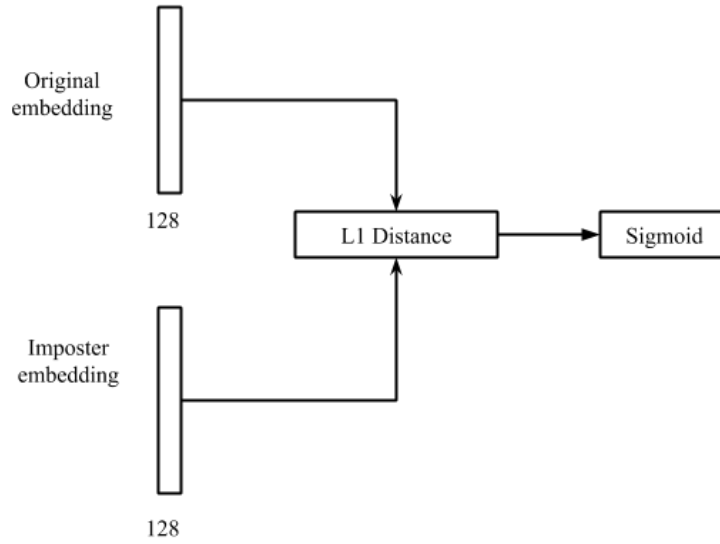 Original
embedding
128
L1 Distance
Sigmoid
Imposter
embedding
128